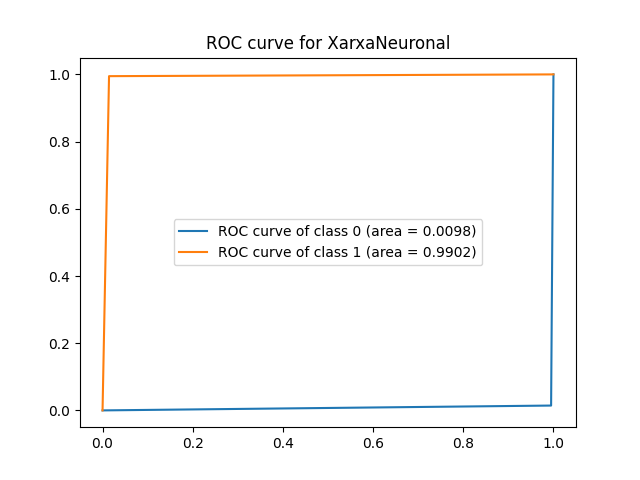 ROC curve for XarxaNeuronal
1.0
0.8
0.6
0.4
0.2
0.0
ROC curve of class 0 (area = 0.0098)
ROC curve of class 1 (area = 0.9902)
0.0 0.2 0.4 0.6 0.8 1.0